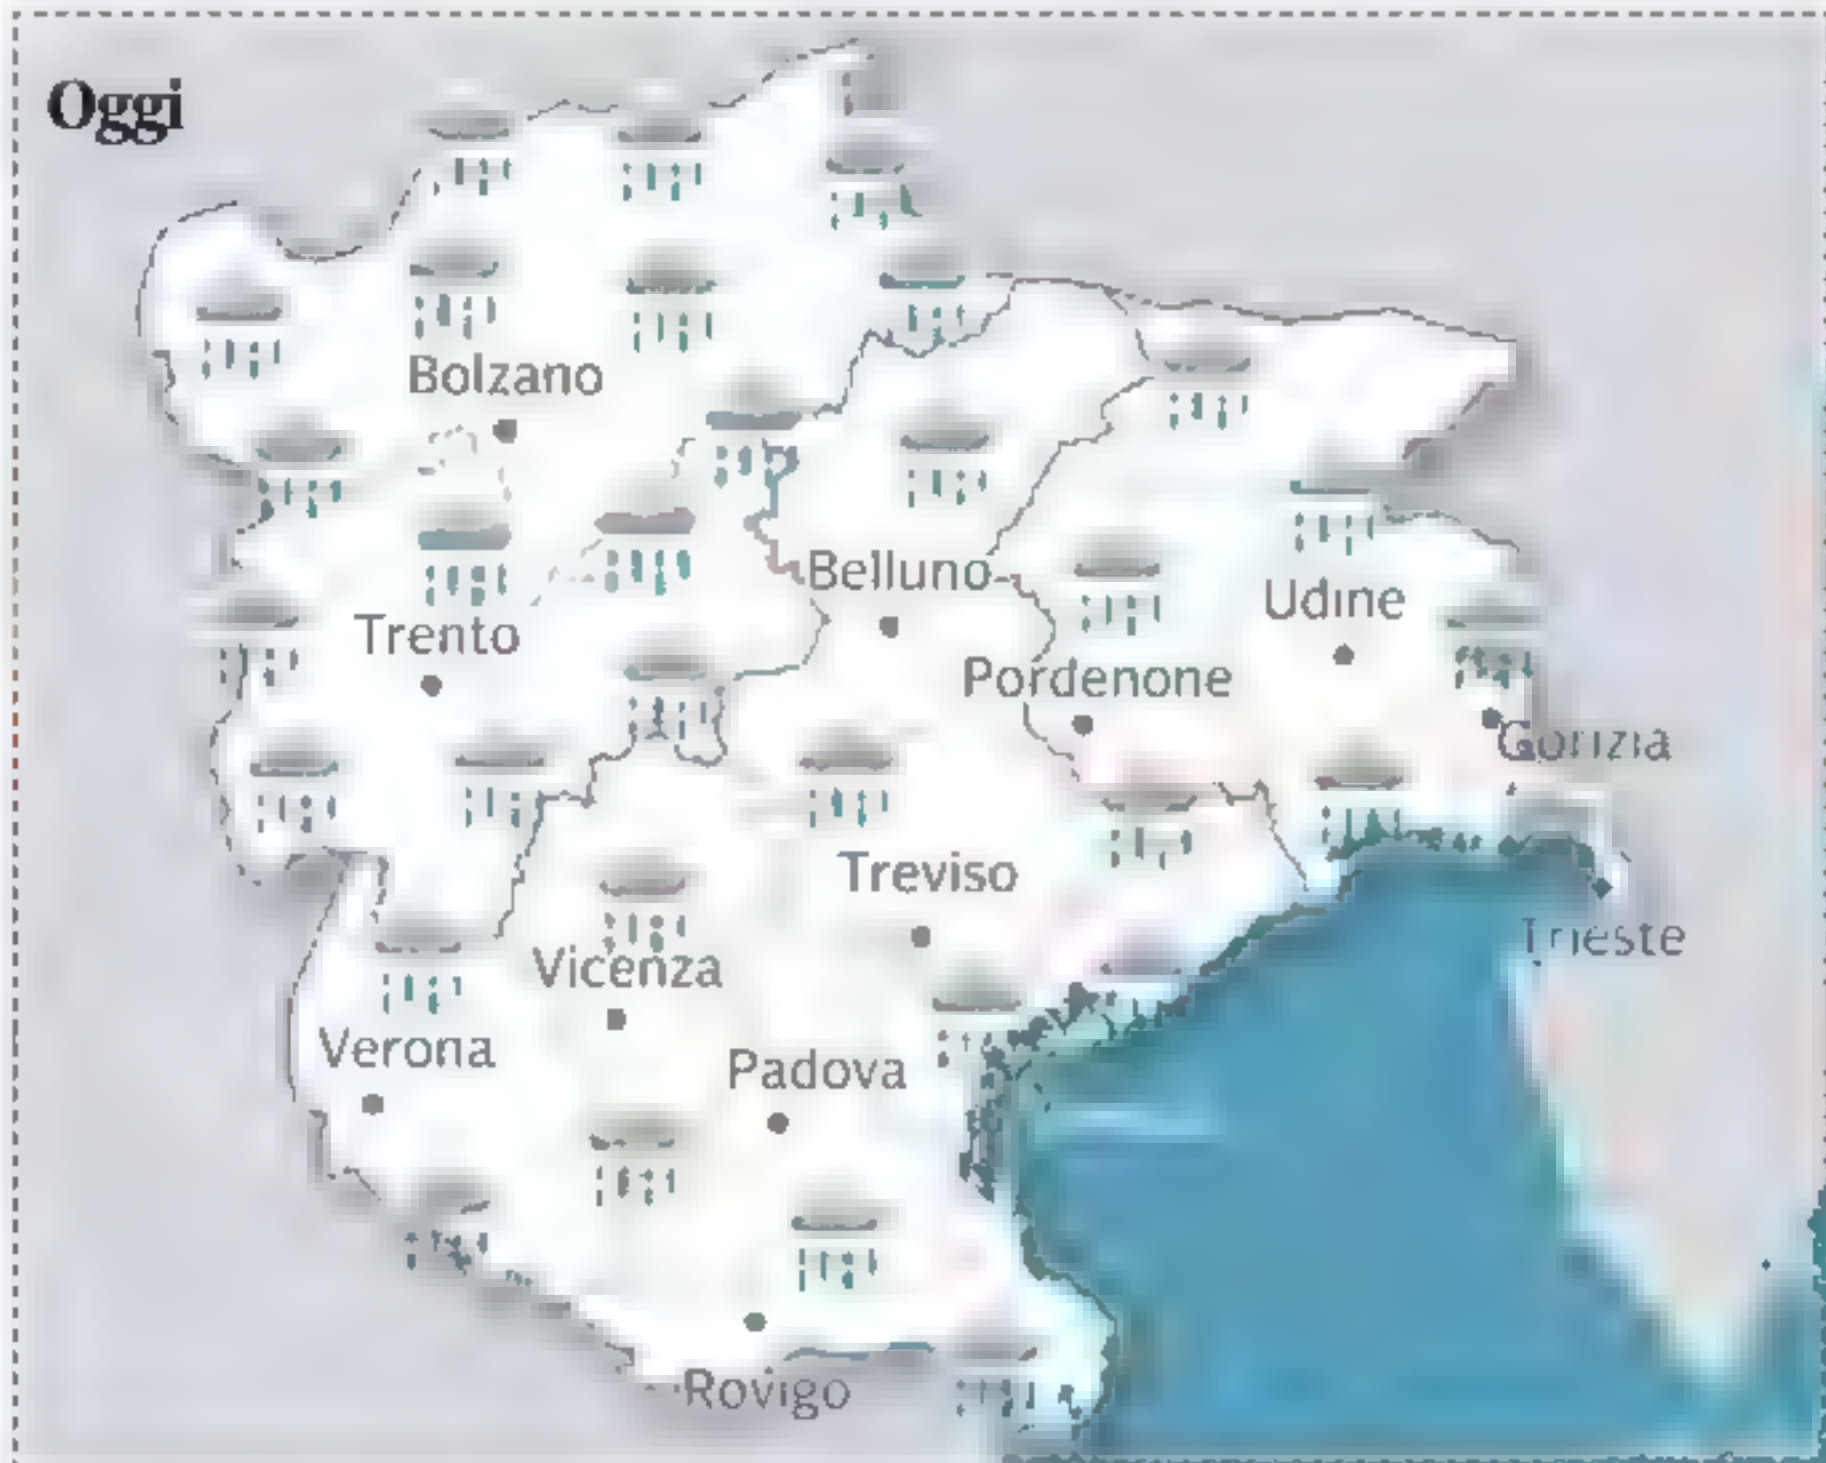 Oggi
Bolzano
Belluno
Udine
Trento
Pordenone
Gorizia
Treviso
Trieste
Vicenza
Verona
Padova
Rovigo